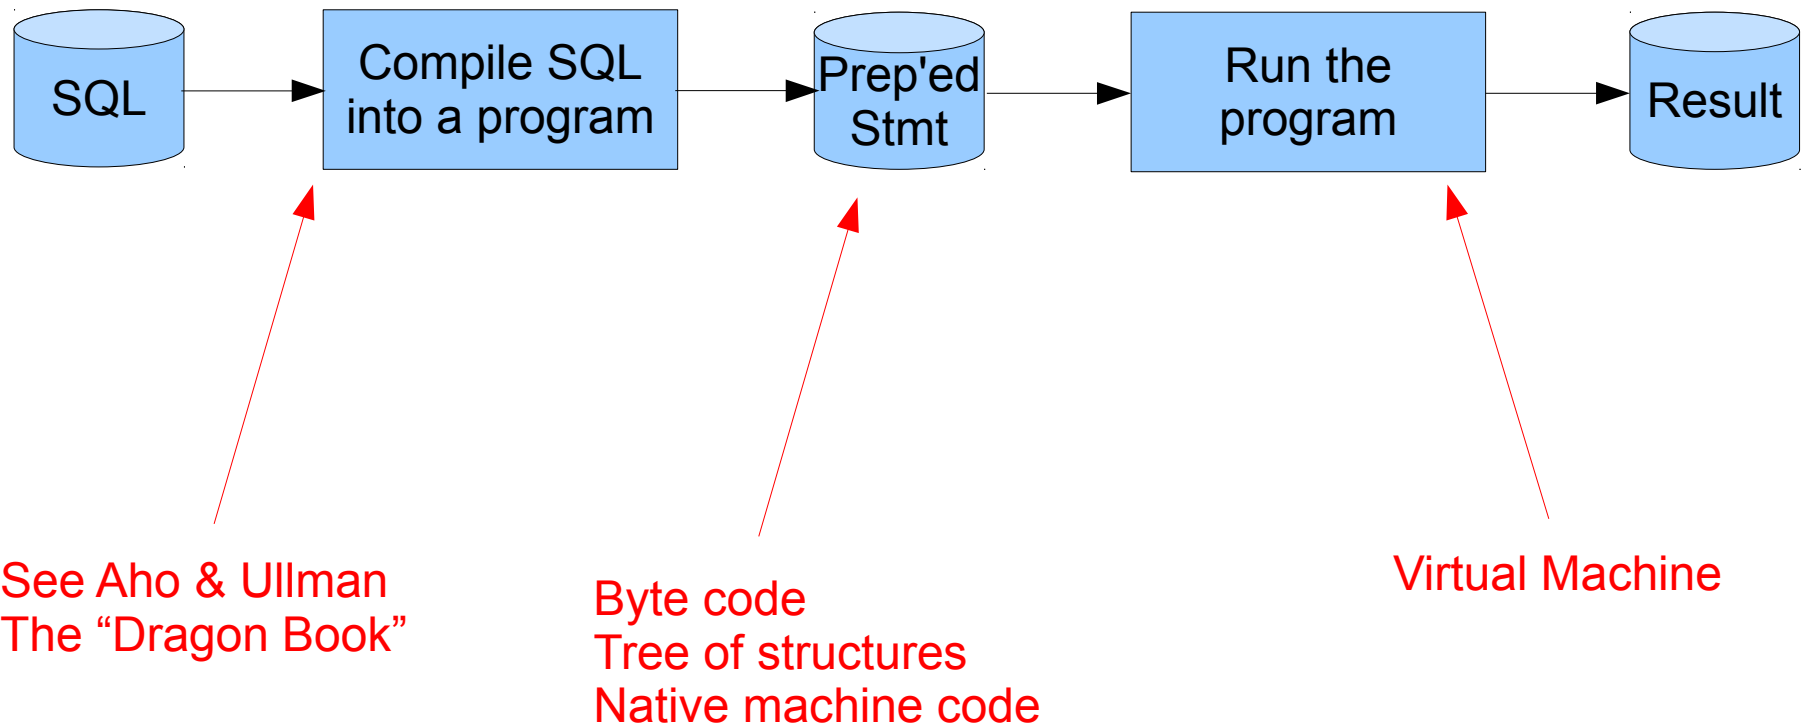 SQL
Compile SQL
into a program
Prep'ed
Stmt
Run the
program
Result
See Aho & Ullman
The “Dragon Book”
Byte code
Tree of structures
Native machine code
Virtual Machine